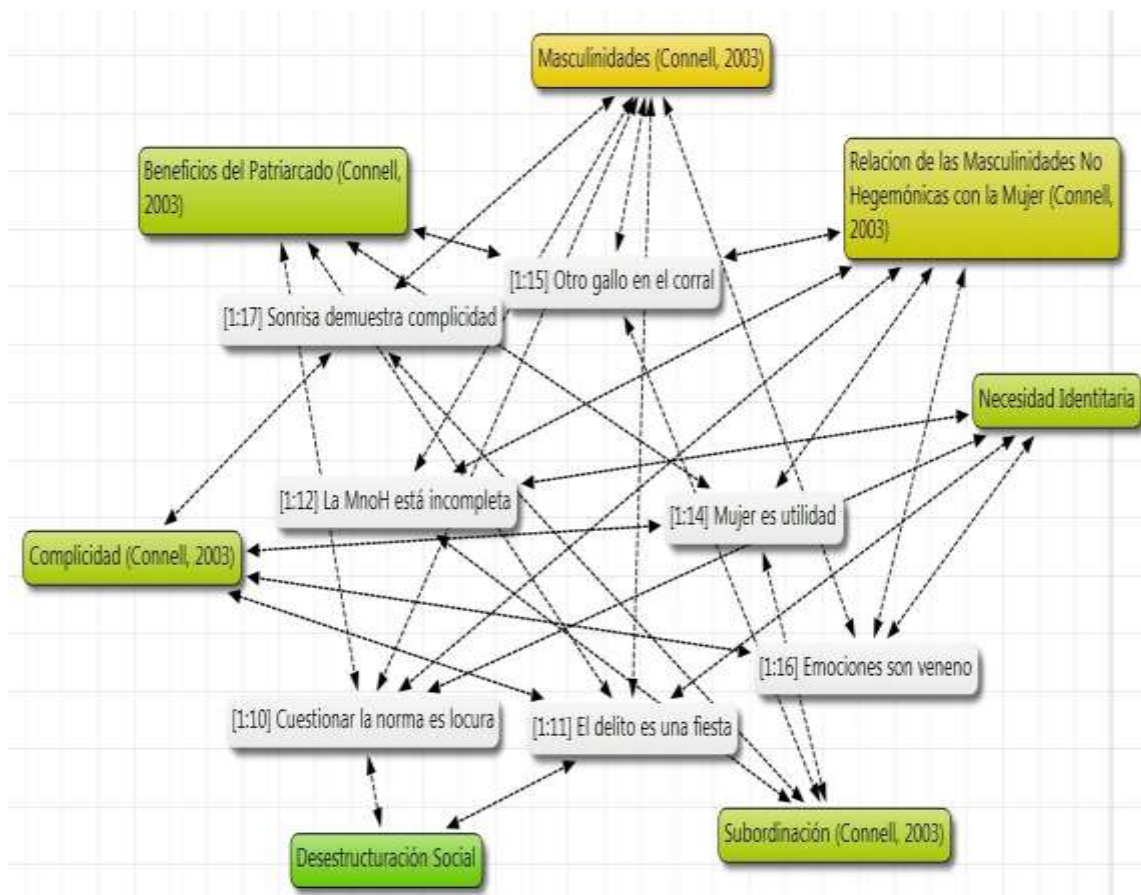 Masculinidades (Connell, 2003)
Beneficios del Patriarcado (Connell,
2003)
Relacion de las Masculinidades No
Hegemónicas con la Mujer (Connell,
2003)
[1:15] Otro gallo en el corral
[1:17] Sonrisa demuestra complicidad
Necesidad Identitaria
[1:12] La MnoH está incompleta
[1:14] Mujer es utilidad
Complicidad (Connell, 2003)
[1:16] Emociones son veneno
[1:10] Cuestionar la norma es locura
[1:11] El delito es una fiesta
Subordinación (Connell, 2003)
Desestructuración Social